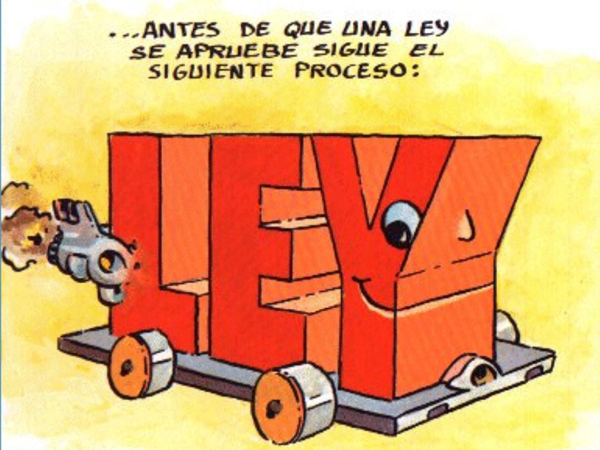 ...ANTES DE QUE UNA LEY
SE APRUEBE SIGUE EL
SIGUIENTE PROCESO:
LEY